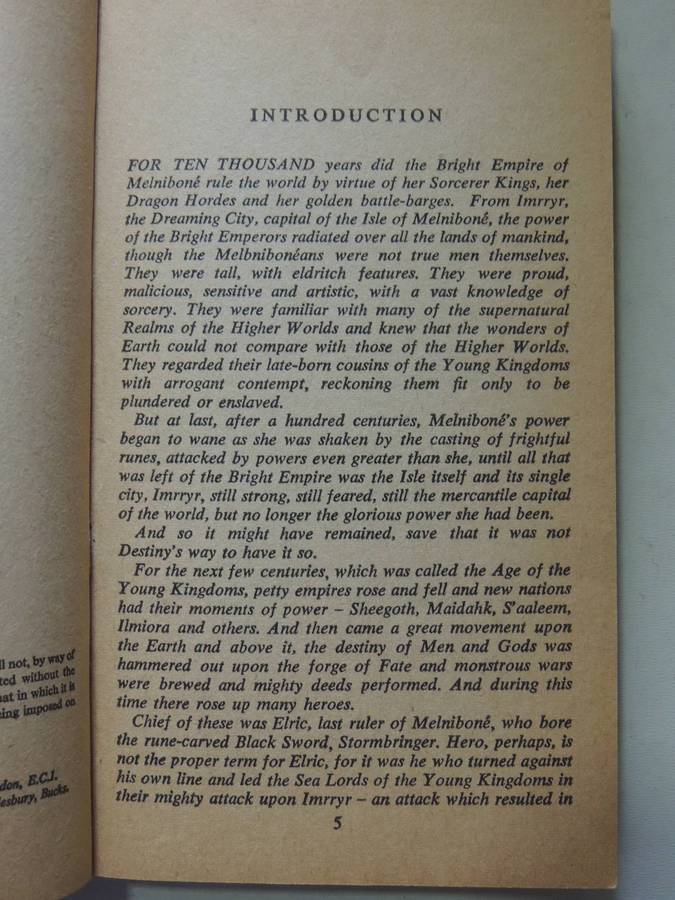 INTRODUCTION
FOR TEN THOUSAND years did the Bright Empire of
Melniboné rule the world by virtue of her Sorcerer Kings, her
Dragon Hordes and her golden battle-barges. From Imrryr,
the Dreaming City, capital of the Isle of Melniboné, the power
of the Bright Emperors radiated over all the lands of mankind,
though the Melbnibonéans were not true men themselves.
They were tall, with eldritch features. They were proud,
malicious, sensitive and artistic, with a vast knowledge of
sorcery. They were familiar with many of the supernatural
Realms of the Higher Worlds and knew that the wonders of
Earth could not compare with those of the Higher Worlds.
They regarded their late-born cousins of the Young Kingdoms
with arrogant contempt, reckoning them fit only to be
plundered or enslaved.
But at last, after a hundred centuries, Melniboné's power
began to wane as she was shaken by the casting of frightful
runes, attacked by powers even greater than she, until all that
was left of the Bright Empire was the Isle itself and its single
city, Imrryr, still strong, still feared, still the mercantile capital
of the world, but no longer the glorious power she had been.
And so it might have remained, save that it was not
Destiny's way to have it so.
For the next few centuries, which was called the Age of the
Young Kingdoms, petty empires rose and fell and new nations
had their moments of power – Sheegoth, Maidahk, S'aaleem,
Ilmiora and others. And then came a great movement upon
the Earth and above it, the destiny of Men and Gods was
hammered out upon the forge of Fate and monstrous wars
were brewed and mighty deeds performed. And during this
time there rose up many heroes.
Chief of these was Elric, last ruler of Melniboné, who bore
the rune-carved Black Sword, Stormbringer. Hero, perhaps, is
not the proper term for Elric, for it was he who turned against
his own line and led the Sea Lords of the Young Kingdoms in
their mighty attack upon Imrryr – an attack which resulted in
5
ll not, by way of
ted without the
at in which it is
ing imposed on
don, E.C.1.
lesbury, Bucks.